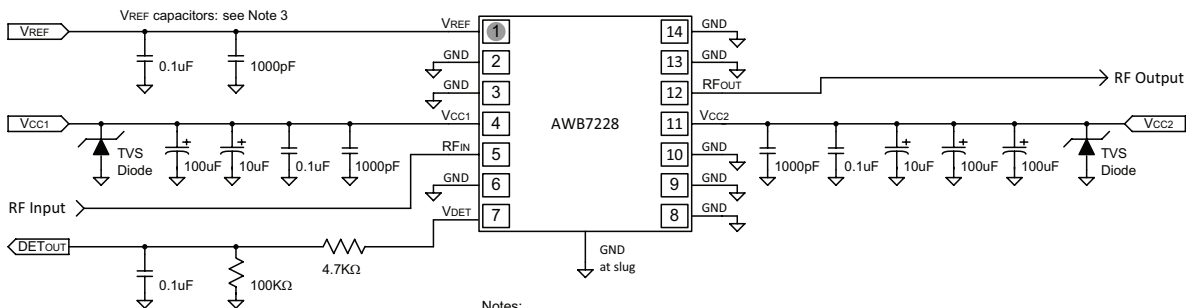 VREF capacitors: see Note 3
VREF
VREF
1
14
GND
0.1uF
1000pF
GND
2
13
GND
GND
3
12
RFOUT
RF Output
VCC1
VCC1
4
AWB7228
11
VCC2
VCC2
TVS
Diode
100uF
10uF
0.1uF
1000pF
RFIN
5
10
GND
1000pF
0.1uF
10uF
100uF
100uF
TVS
Diode
GND
6
9
GND
RF Input
VDET
7
8
GND
DETOUT
0.1uF
100KΩ
4.7KΩ
GND
at slug
Notes: